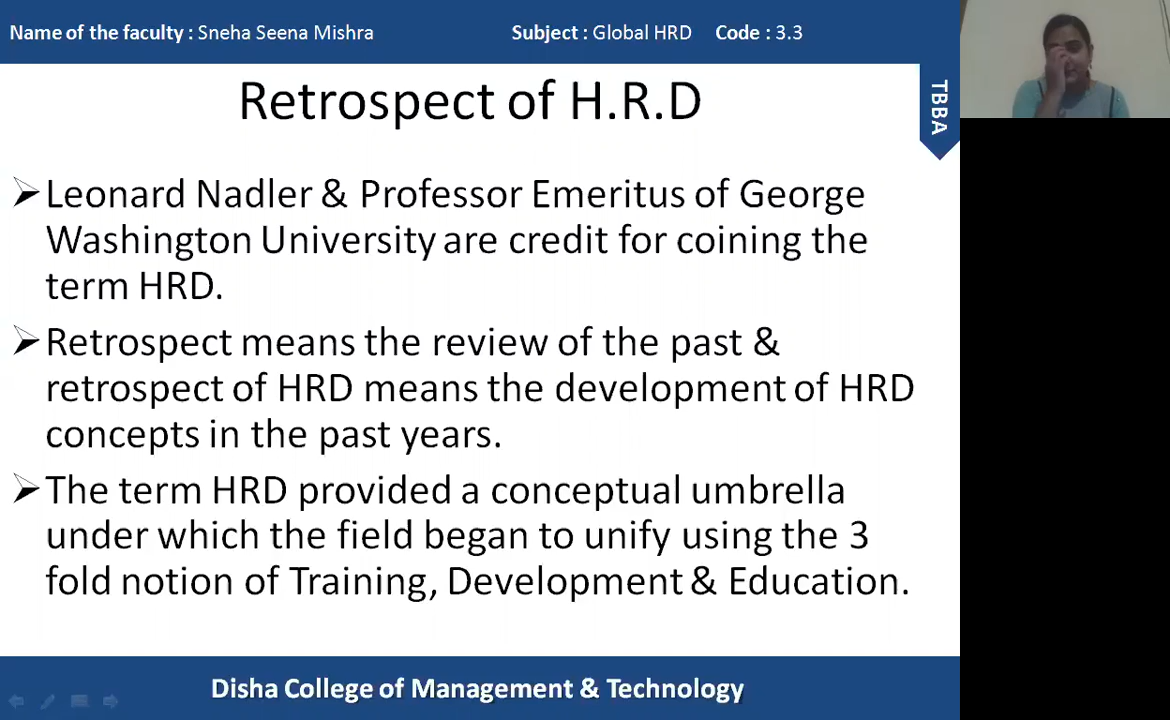 Name of the faculty : Sneha Seena Mishra Subject : Global HRD Code : 3.3
TBBA
Retrospect of H.R.D
Leonard Nadler & Professor Emeritus of George
Washington University are credit for coining the
term HRD.
Retrospect means the review of the past &
retrospect of HRD means the development of HRD
concepts in the past years.
The term HRD provided a conceptual umbrella
under which the field began to unify using the 3
fold notion of Training, Development & Education.
Disha College of Management & Technology